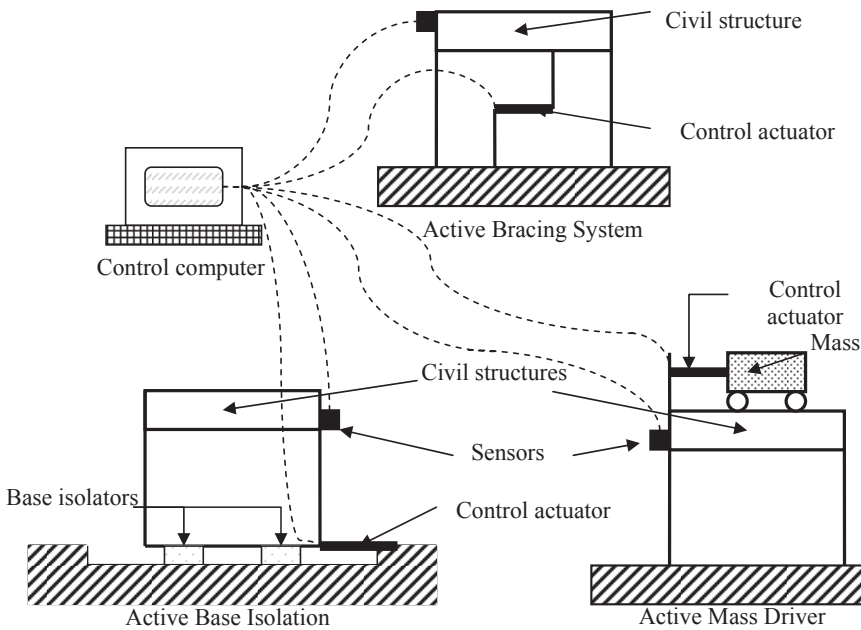 Civil structure
Control actuator
Active Bracing System
Control computer
Control
actuator
Mass
Civil structures
Sensors
Base isolators
Control actuator
Active Base Isolation
Active Mass Driver